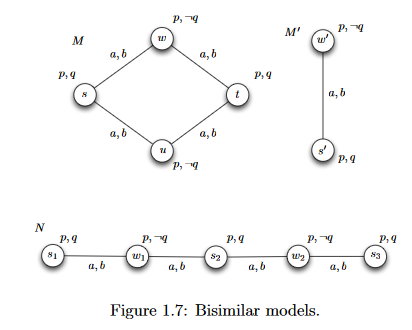 M
w
p, ¬q
a, b
a, b
p, q
s
t
p, q
a, b
a, b
u
p, ¬q
M′
w′
p, ¬q
a, b
s′
p, q
N
p, q
p, ¬q
p, q
p, ¬q
p, q
s₁
w₁
s₂
w₂
s₃
a, b
a, b
a, b
a, b
Figure 1.7: Bisimilar models.